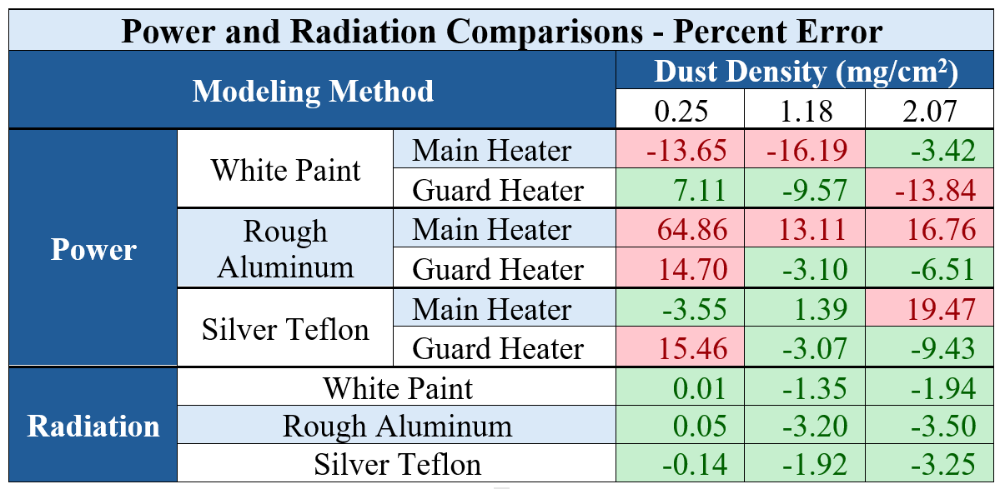 Power and Radiation Comparisons - Percent Error
Modeling Method
Dust Density (mg/cm²)
0.25 1.18 2.07
Power
White Paint
Main Heater -13.65 -16.19 -3.42
Guard Heater 7.11 -9.57 -13.84
Rough
Aluminum
Main Heater 64.86 13.11 16.76
Guard Heater 14.70 -3.10 -6.51
Silver Teflon
Main Heater -3.55 1.39 19.47
Guard Heater 15.46 -3.07 -9.43
Radiation
White Paint 0.01 -1.35 -1.94
Rough Aluminum 0.05 -3.20 -3.50
Silver Teflon -0.14 -1.92 -3.25